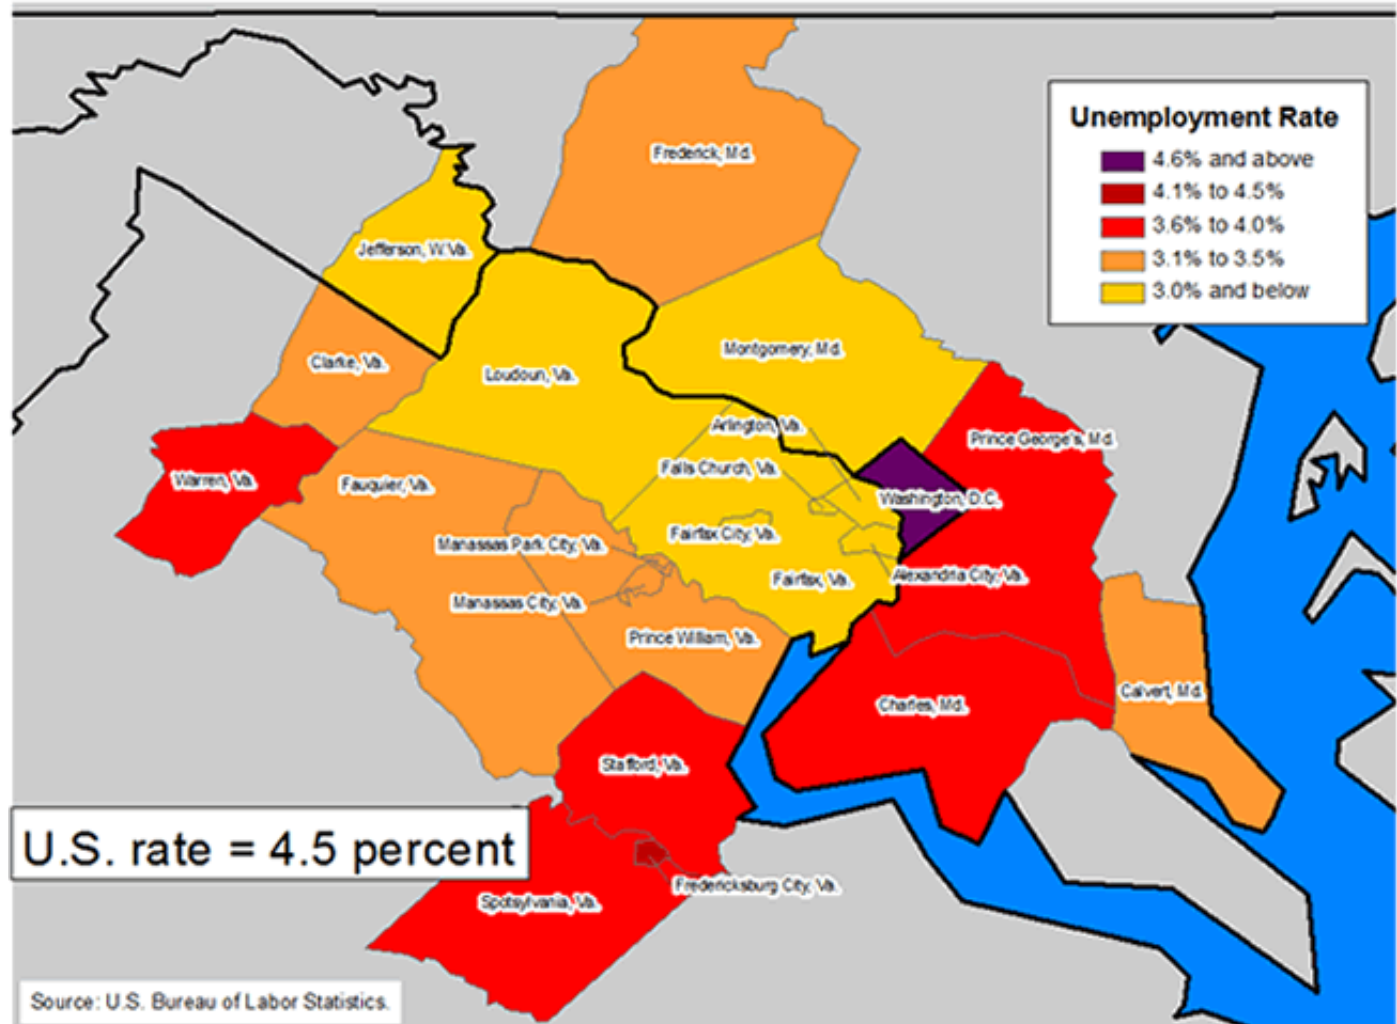 Unemployment Rate
4.6% and above
4.1% to 4.5%
3.6% to 4.0%
3.1% to 3.5%
3.0% and below
Frederick, Md.
Jefferson, W.Va.
Montgomery, Md.
Clarke, Va.
Loudoun, Va.
Arlington, Va.
Prince George's, Md.
Falls Church, Va.
Warren, Va.
Fauquier, Va.
Washington, D.C.
Fairfax City, Va.
Manassas Park City, Va.
Fairfax, Va.
Alexandria City, Va.
Manassas City, Va.
Prince William, Va.
Calvert, Md.
Charles, Md.
Stafford, Va.
U.S. rate = 4.5 percent
Fredericksburg City, Va.
Spotsylvania, Va.
Source: U.S. Bureau of Labor Statistics.